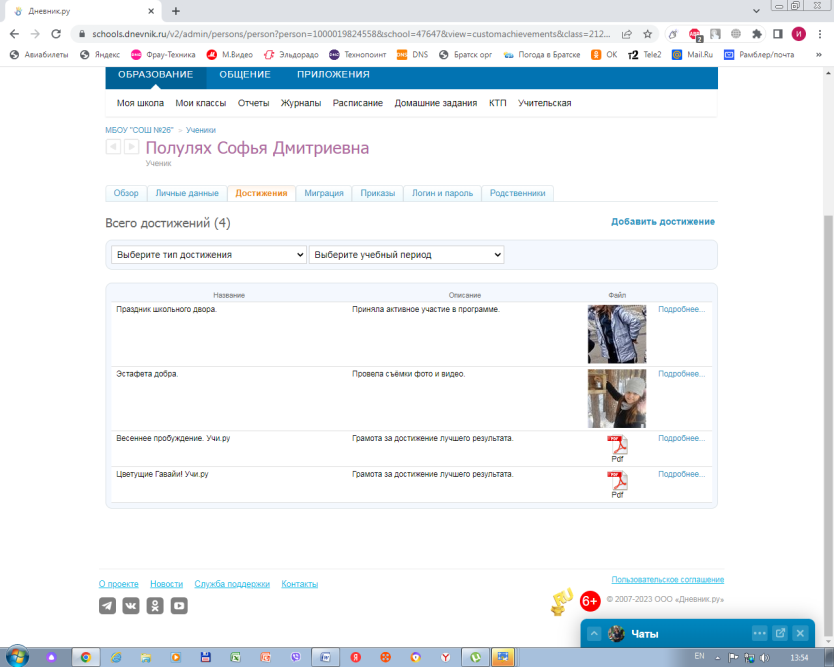 Дневник.ру
schools.dnevnik.ru/v2/admin/persons/person?person=1000019824558&school=47647&view=customachievements&class=212...
Авиабилеты Яндекс Фрау-Техника М.Видео Эльдорадо Технопоинт DNS Братск орг Погода в Братске ОК Tele2 Mail.Ru Рамблер/почта »
ОБРАЗОВАНИЕ ОБЩЕНИЕ ПРИЛОЖЕНИЯ
Моя школа Мои классы Отчеты Журналы Расписание Домашние задания КТП Учительская
МБОУ "СОШ №26" » Ученики
Полулях Софья Дмитриевна
Ученик
Обзор Личные данные Достижения Миграция Приказы Логин и пароль Родственники
Всего достижений (4) Добавить достижение
Выберите тип достижения Выберите учебный период
Название Описание Файл
Праздник школьного двора. Приняла активное участие в программе. Подробнее...
Эстафета добра. Провела съёмки фото и видео. Подробнее...
Весеннее пробуждение. Учи.ру Грамота за достижение лучшего результата. Подробнее...
Pdf
Цветущие Гавайи! Учи.ру Грамота за достижение лучшего результата. Подробнее...
Pdf
О проекте Новости Служба поддержки Контакты Пользовательское соглашение
6+ © 2007-2023 ООО «Дневник.ру»
Чаты
EN 13:54